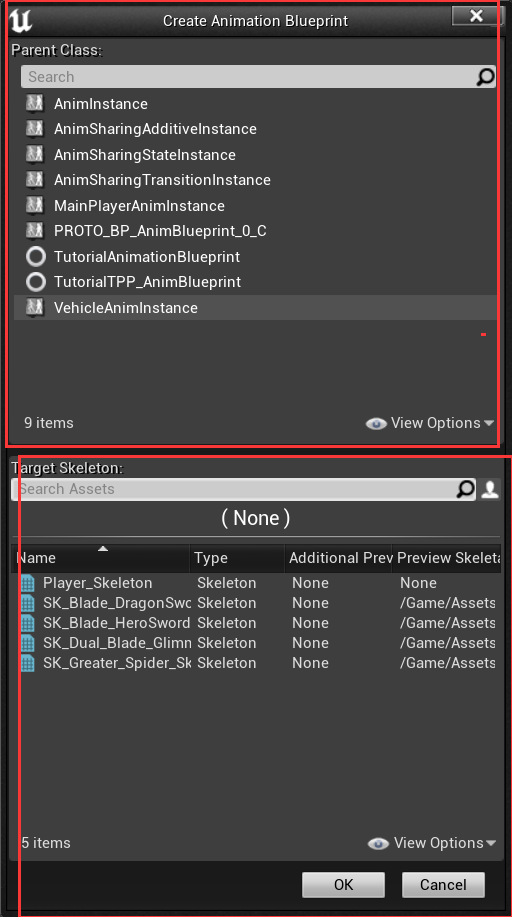 Create Animation Blueprint
Parent Class:
Search
AnimInstance
AnimSharingAdditiveInstance
AnimSharingStateInstance
AnimSharingTransitionInstance
MainPlayerAnimInstance
PROTO_BP_AnimBlueprint_0_C
TutorialAnimationBlueprint
TutorialTPP_AnimBlueprint
VehicleAnimInstance
9 items View Options
Target Skeleton:
Search Assets
( None )
Name Type Additional Prev Preview Skeleta
Player_Skeleton Skeleton None None
SK_Blade_DragonSwo Skeleton None /Game/Assets
SK_Blade_HeroSword Skeleton None /Game/Assets
SK_Dual_Blade_Glimm Skeleton None /Game/Assets
SK_Greater_Spider_Sk Skeleton None /Game/Assets
5 items View Options
OK Cancel